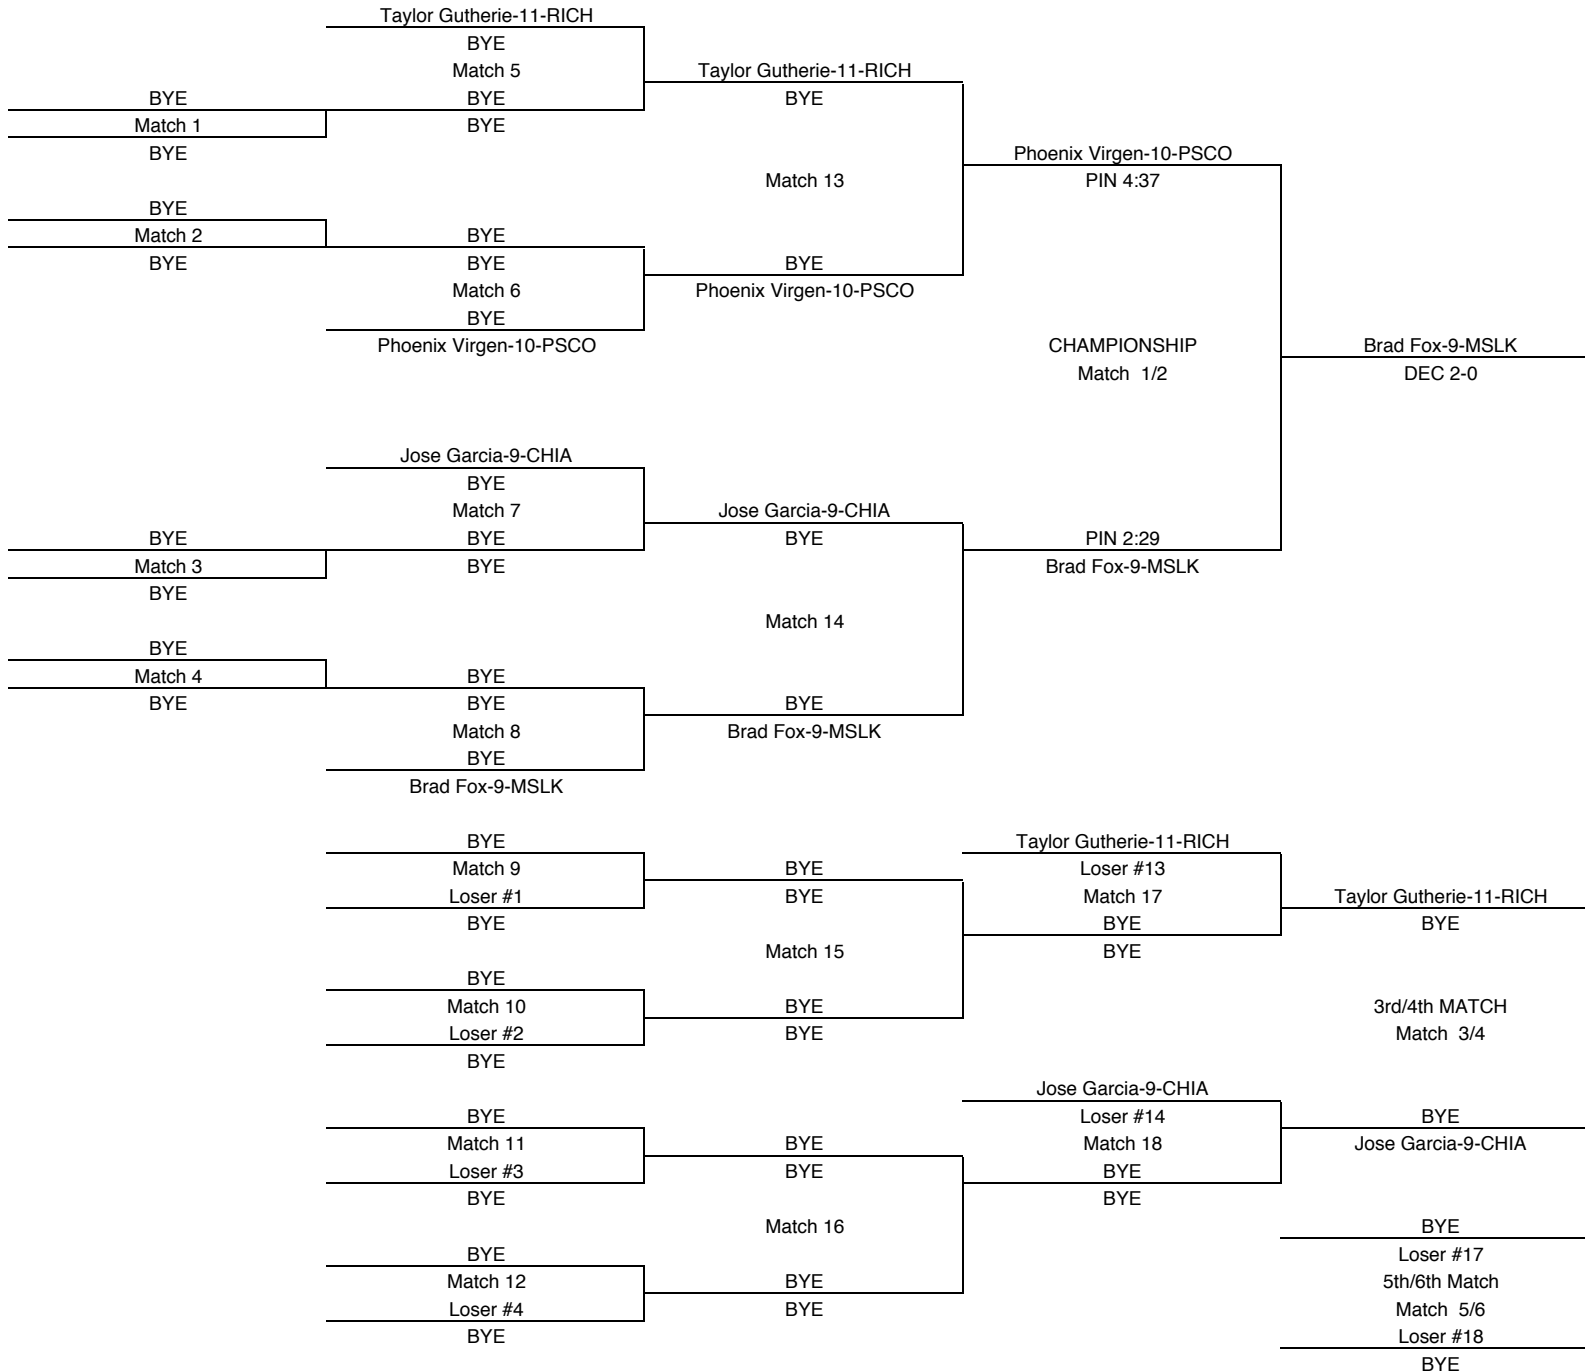 Taylor Gutherie-11-RICH
BYE
Match 5
Taylor Gutherie-11-RICH
BYE
BYE
BYE
Match 1
BYE
BYE
Phoenix Virgen-10-PSCO
Match 13
PIN 4:37
BYE
Match 2
BYE
BYE
BYE
BYE
Match 6
Phoenix Virgen-10-PSCO
BYE
Phoenix Virgen-10-PSCO
CHAMPIONSHIP
Brad Fox-9-MSLK
Match 1/2
DEC 2-0
Jose Garcia-9-CHIA
BYE
Match 7
Jose Garcia-9-CHIA
BYE
BYE
BYE
PIN 2:29
Match 3
BYE
Brad Fox-9-MSLK
BYE
Match 14
BYE
Match 4
BYE
BYE
BYE
BYE
Match 8
Brad Fox-9-MSLK
BYE
Brad Fox-9-MSLK
BYE
Taylor Gutherie-11-RICH
Match 9
BYE
Loser #13
Loser #1
BYE
Match 17
Taylor Gutherie-11-RICH
BYE
BYE
BYE
Match 15
BYE
BYE
Match 10
BYE
3rd/4th MATCH
Loser #2
BYE
Match 3/4
BYE
Jose Garcia-9-CHIA
BYE
Loser #14
BYE
Match 11
BYE
Match 18
Jose Garcia-9-CHIA
Loser #3
BYE
BYE
BYE
BYE
Match 16
BYE
BYE
Loser #17
Match 12
BYE
5th/6th Match
Loser #4
BYE
Match 5/6
BYE
Loser #18
BYE